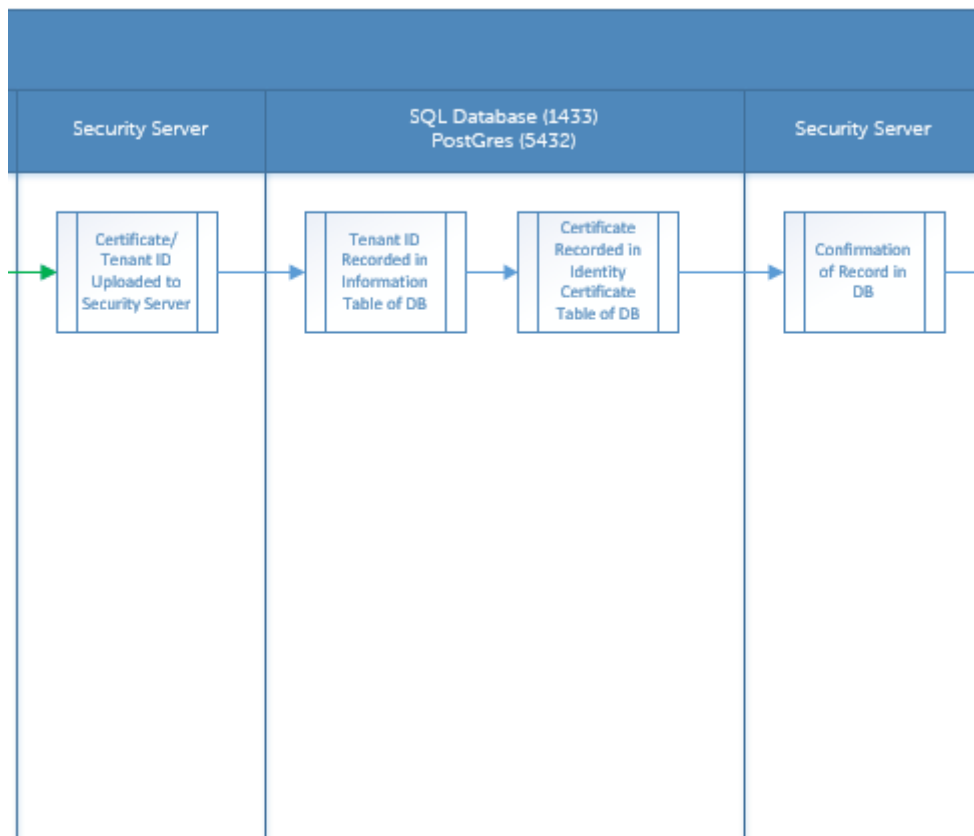 Security Server
SQL Database (1433)
PostGres (5432)
Security Server
Certificate/
Tenant ID
Uploaded to
Security Server
Tenant ID
Recorded in
Information
Table of DB
Certificate
Recorded in
Identity
Certificate
Table of DB
Confirmation
of Record in
DB